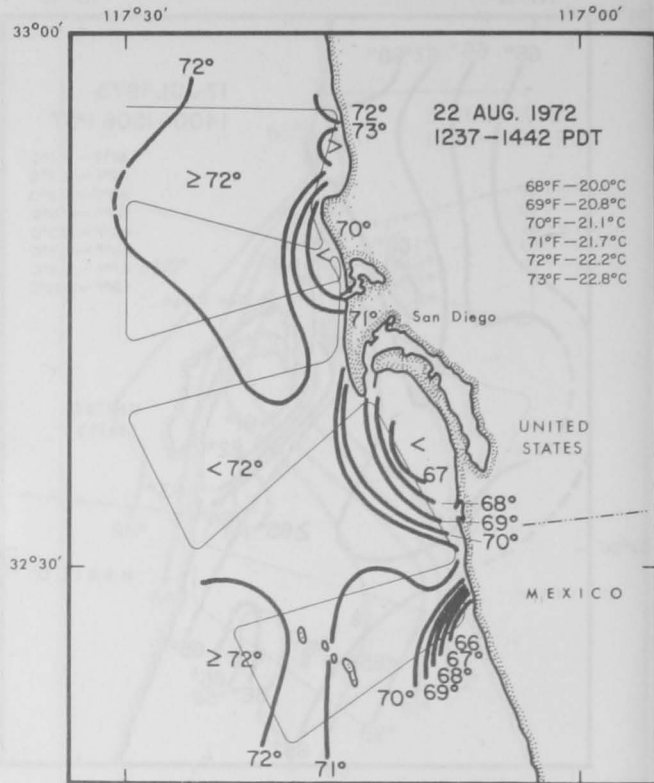 117°30' 117°00'
33°00'
72°
72°
73°
<
22 AUG. 1972
1237-1442 PDT
≥72°
68°F-20.0°C
69°F-20.8°C
70°F-21.1°C
71°F-21.7°C
72°F-22.2°C
73°F-22.8°C
70°
<
71° San Diego
UNITED
STATES
<
<72° 67
68°
69°
70°
32°30'
MEXICO
≥72°
66
67°
68°
69°
70°
72° 71°